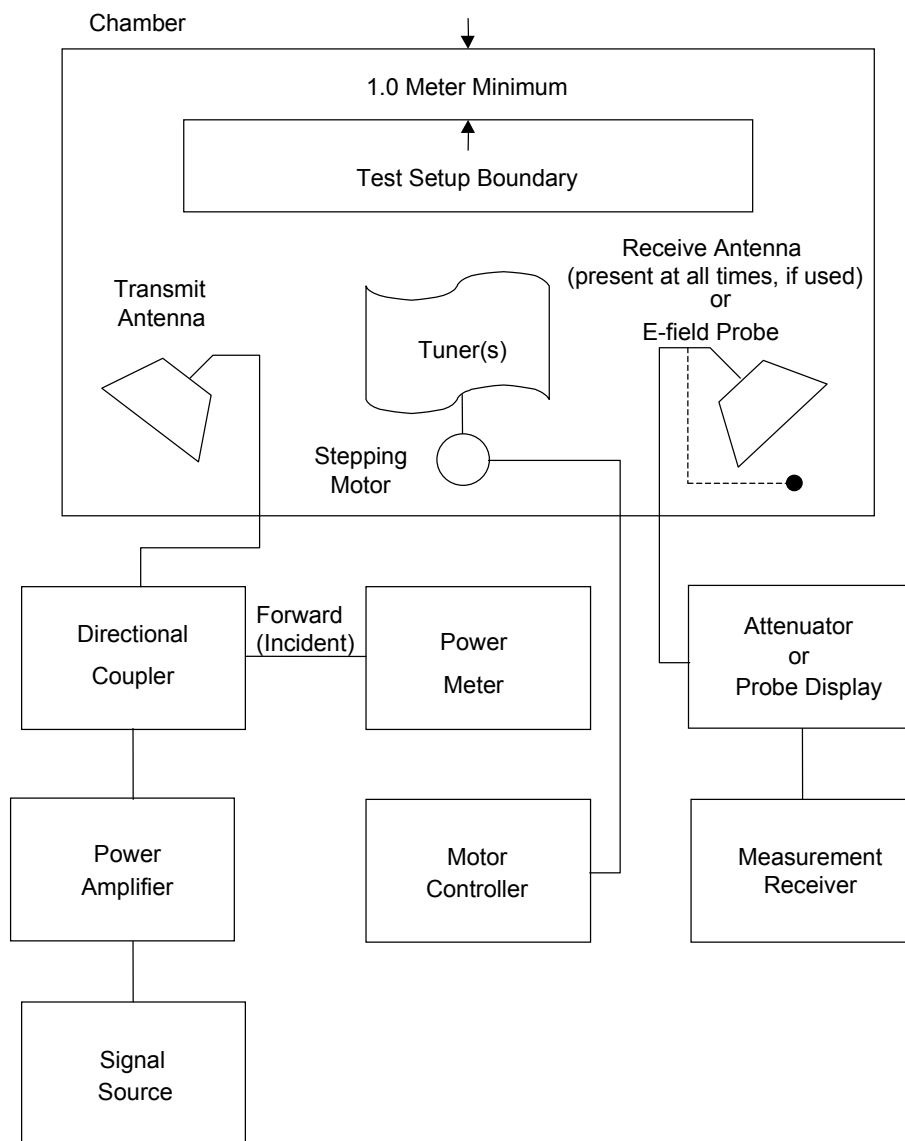 Chamber
1.0 Meter Minimum
Test Setup Boundary
Receive Antenna
(present at all times, if used)
or
E-field Probe
Transmit
Antenna
Tuner(s)
Stepping
Motor
Directional
Coupler
Forward
(Incident)
Power
Meter
Attenuator
or
Probe Display
Power
Amplifier
Motor
Controller
Measurement
Receiver
Signal
Source